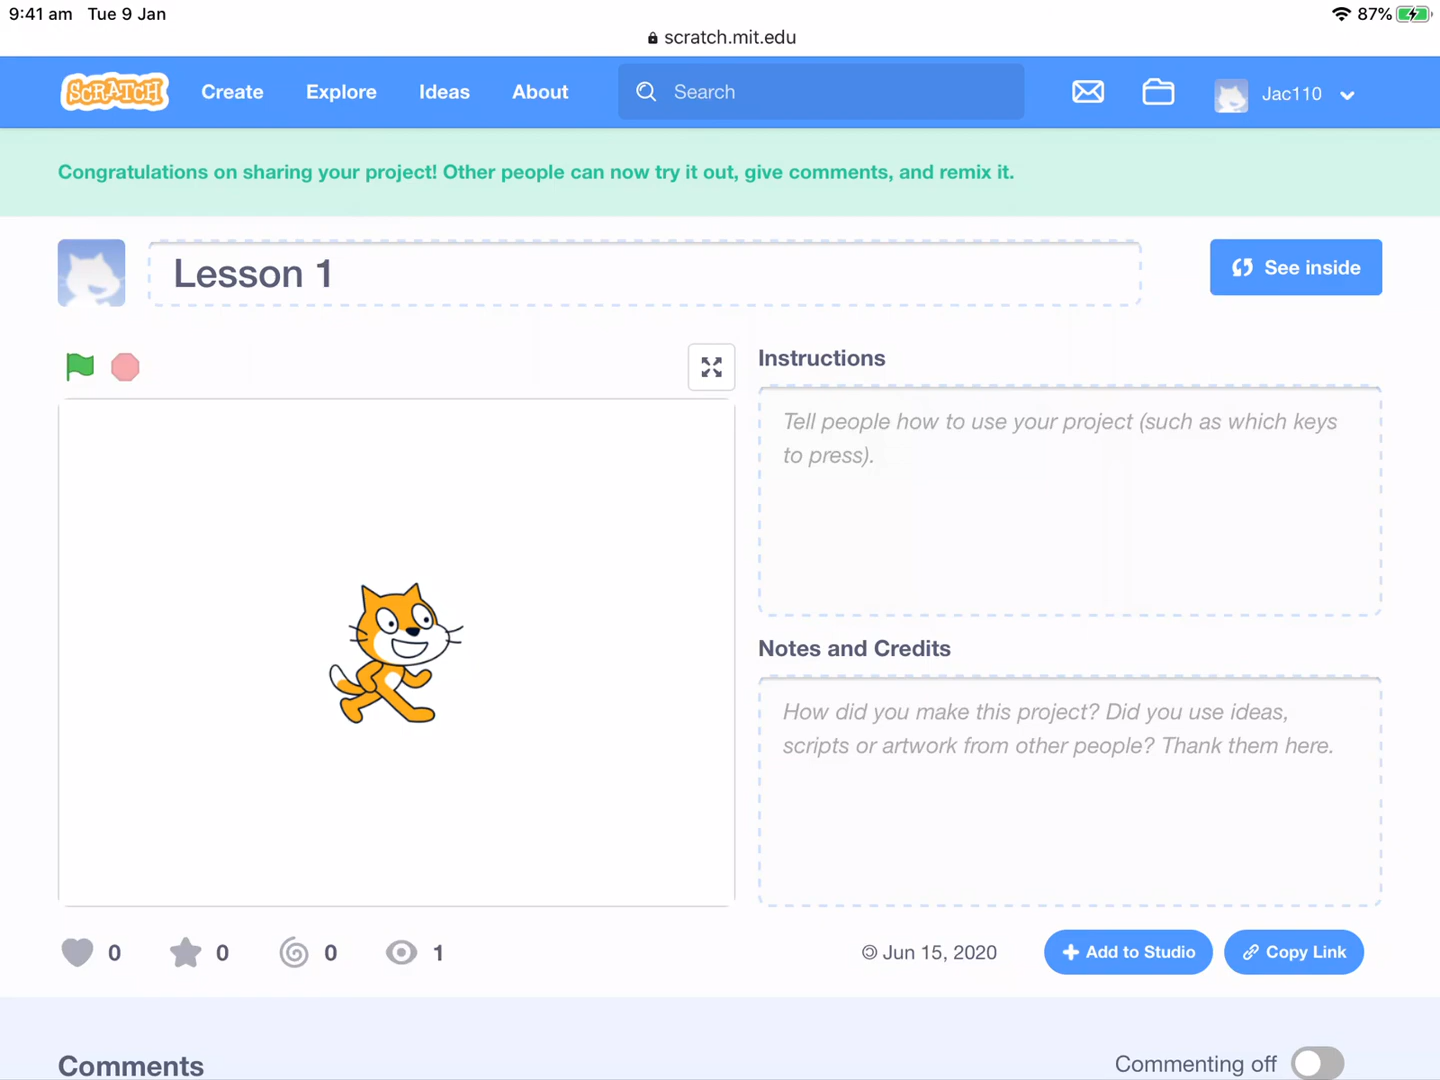 9:41 am Tue 9 Jan
87%
scratch.mit.edu
SCRATCH Create Explore Ideas About Search Jac110
Congratulations on sharing your project! Other people can now try it out, give comments, and remix it.
Lesson 1
See inside
Instructions
Tell people how to use your project (such as which keys
to press).
Notes and Credits
How did you make this project? Did you use ideas,
scripts or artwork from other people? Thank them here.
0 0 0 1
© Jun 15, 2020 Add to Studio Copy Link
Comments
Commenting off